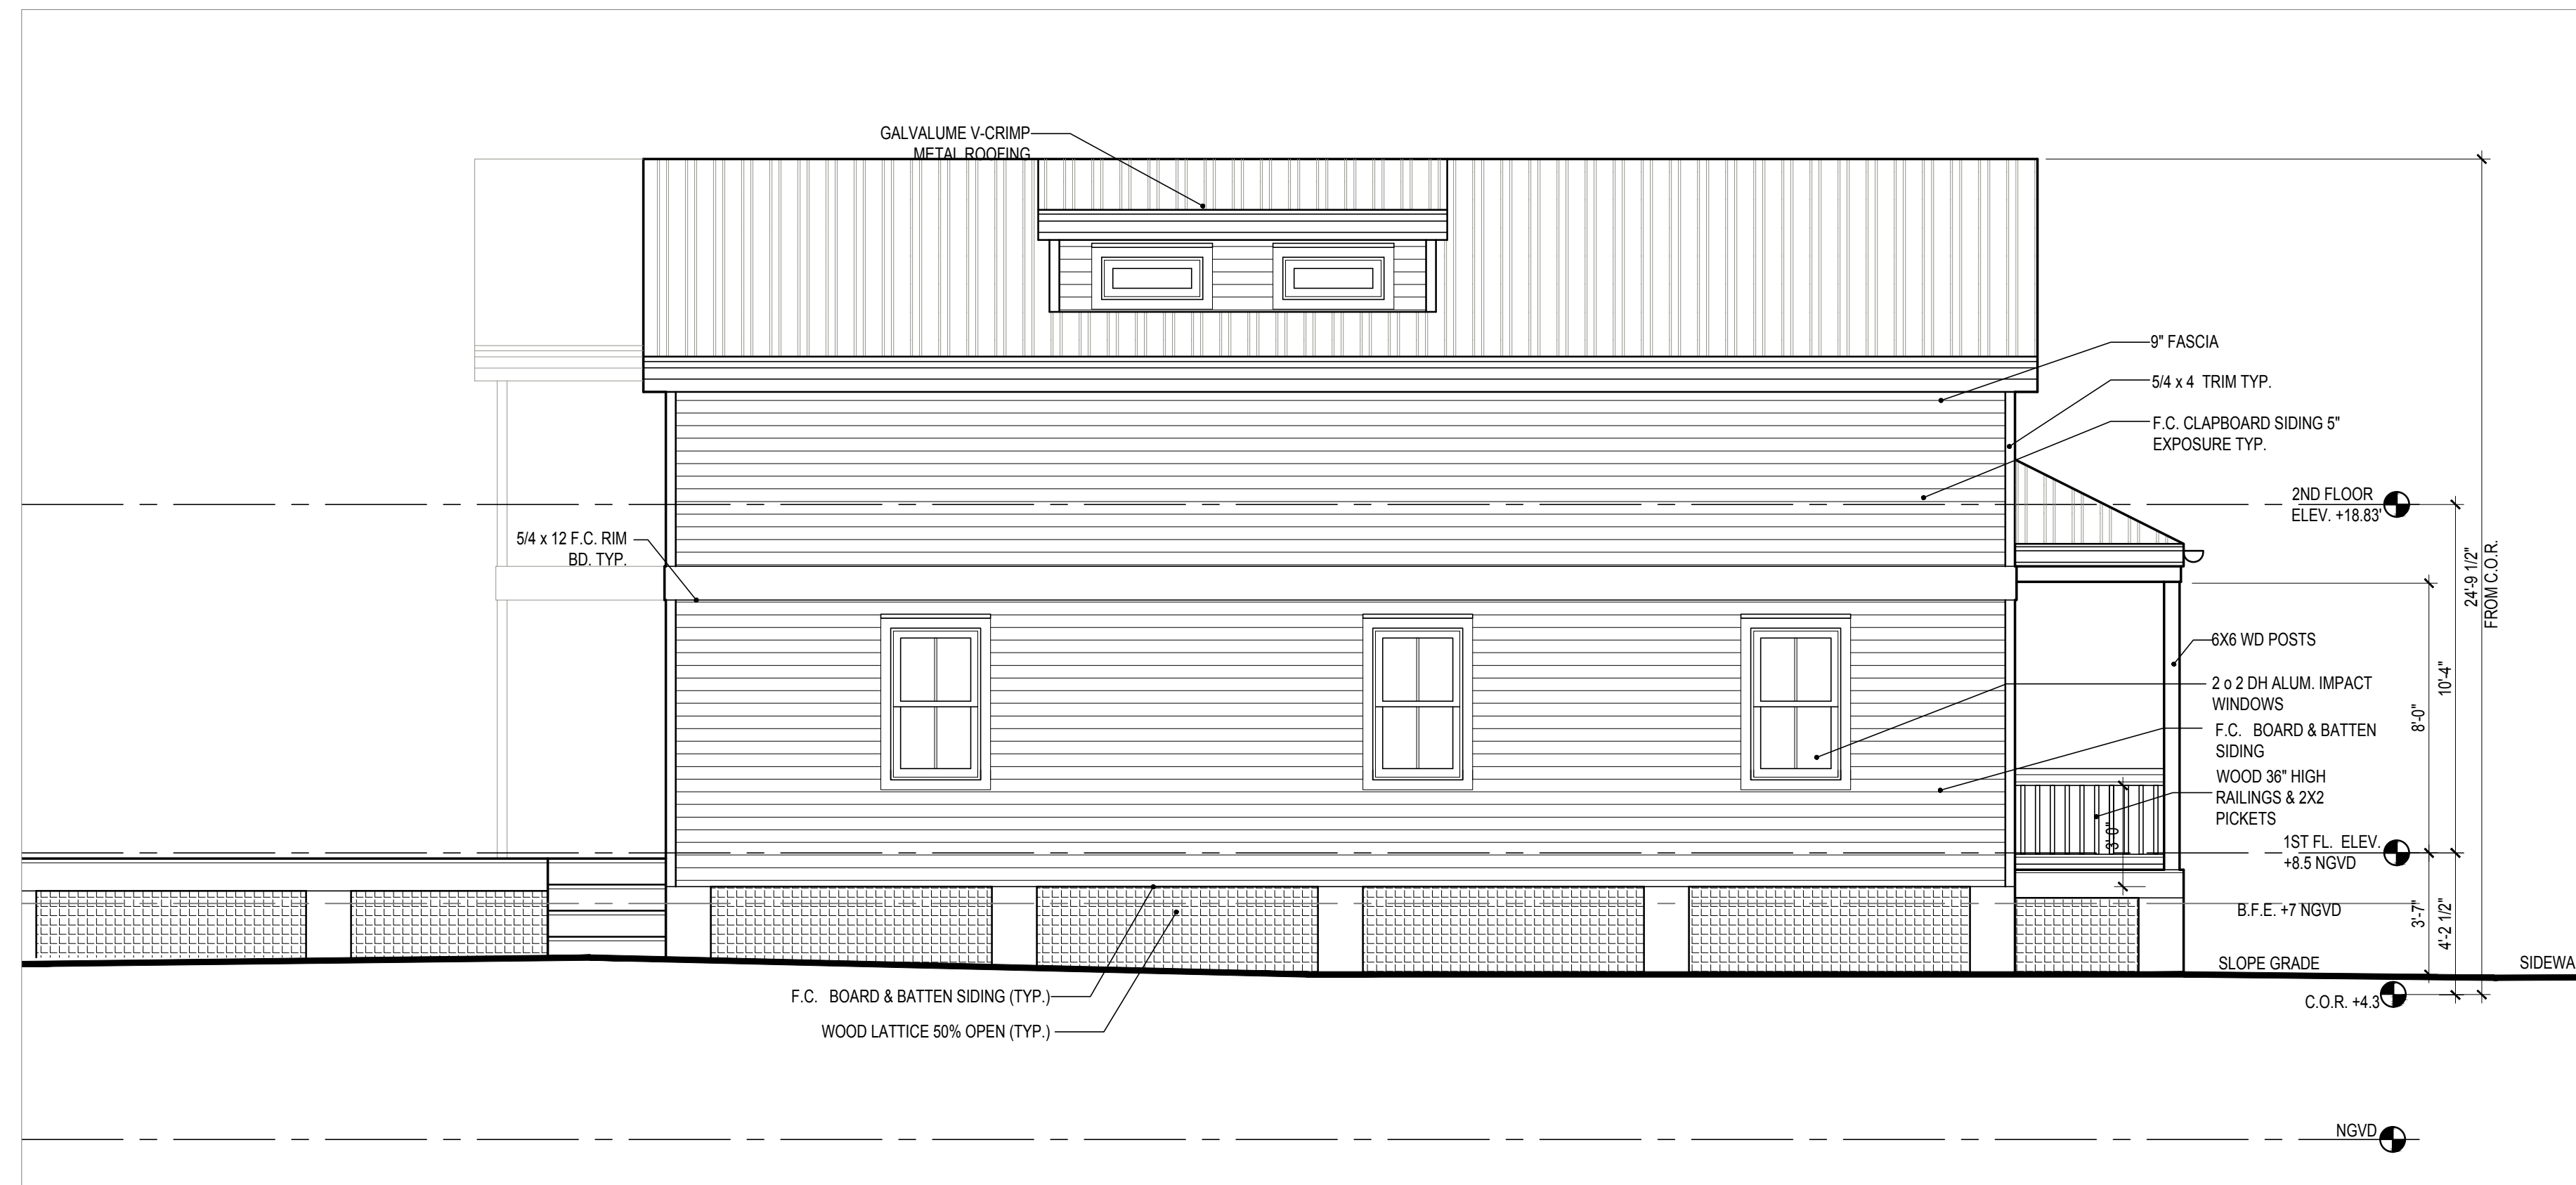 GALVALUME V-CRIMP
METAL ROOFING
9" FASCIA
5/4 x 4 TRIM TYP.
F.C. CLAPBOARD SIDING 5"
EXPOSURE TYP.
2ND FLOOR
ELEV. +18.83'
5/4 x 12 F.C. RIM
BD. TYP.
24'-9 1/2"
FROM C.O.R.
6X6 WD POSTS
10'-4"
8'-0"
2 o 2 DH ALUM. IMPACT
WINDOWS
F.C. BOARD & BATTEN
SIDING
WOOD 36" HIGH
RAILINGS & 2X2
PICKETS
3'-0"
1ST FL. ELEV.
+8.5 NGVD
B.F.E. +7 NGVD
3'-7"
4'-2 1/2"
SLOPE GRADE
SIDEWA
F.C. BOARD & BATTEN SIDING (TYP.)
C.O.R. +4.3
WOOD LATTICE 50% OPEN (TYP.)
NGVD